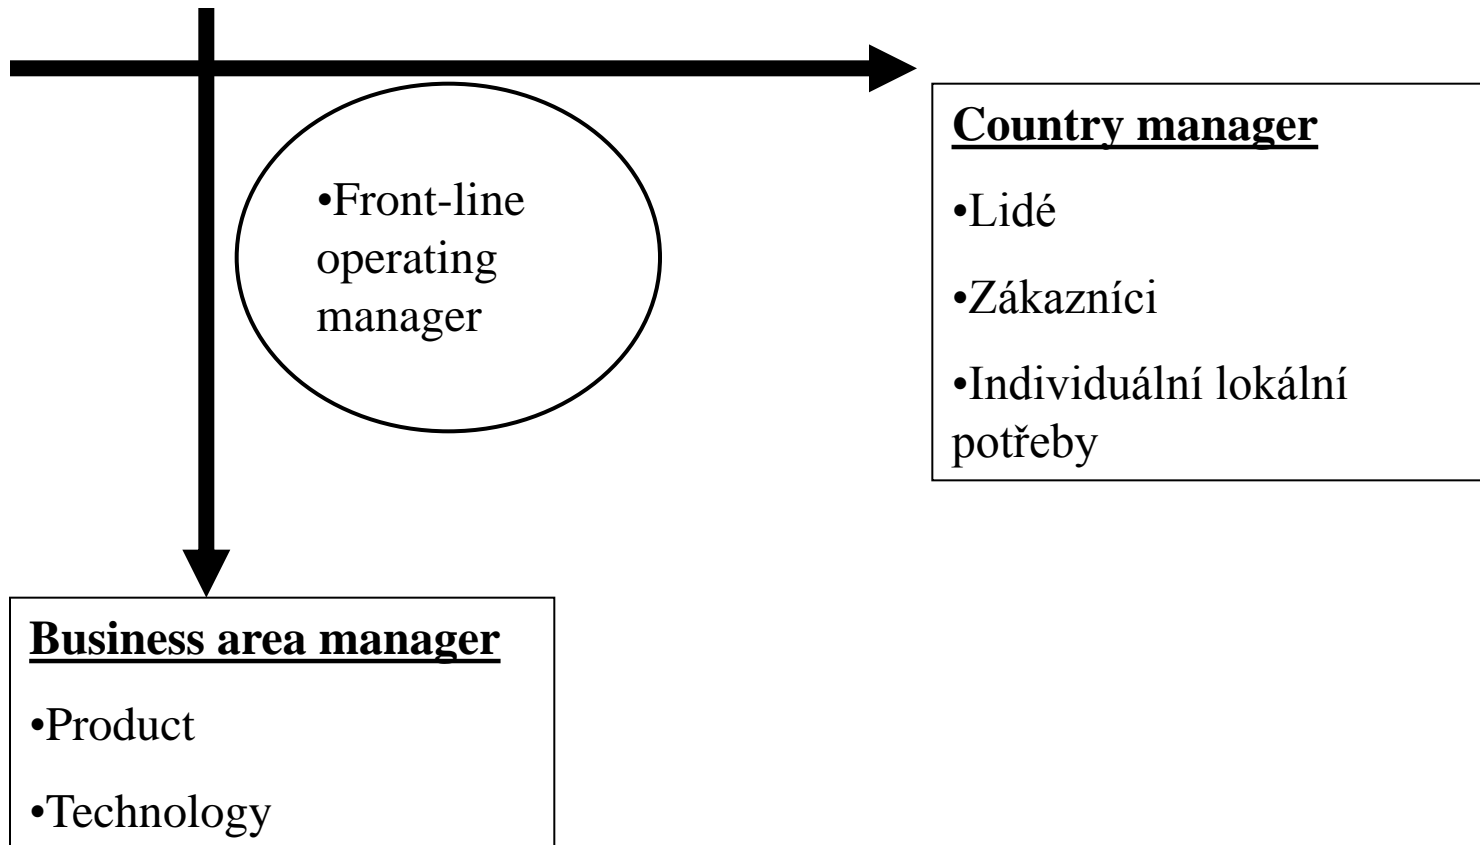 •Front-line
operating
manager
Country manager
•Lidé
•Zákazníci
•Individuální lokální
potřeby
Business area manager
•Product
•Technology